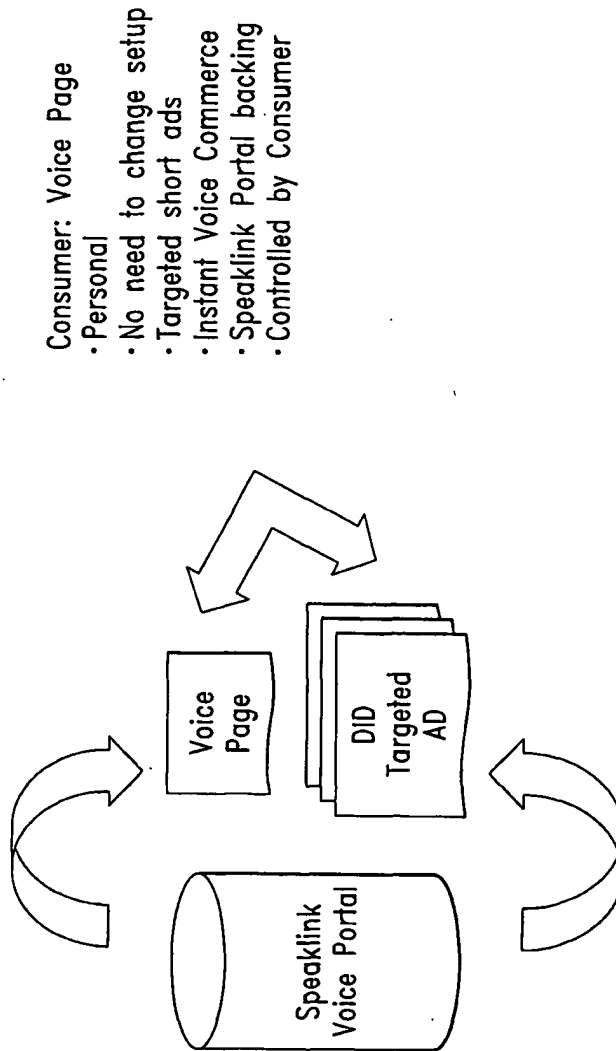 Consumer: Voice Page
· Personal
· No need to change setup
· Targeted short ads
· Instant Voice Commerce
· Speaklink Portal backing
· Controlled by Consumer
Voice
Page
DID
Targeted
AD
Speaklink
Voice Portal